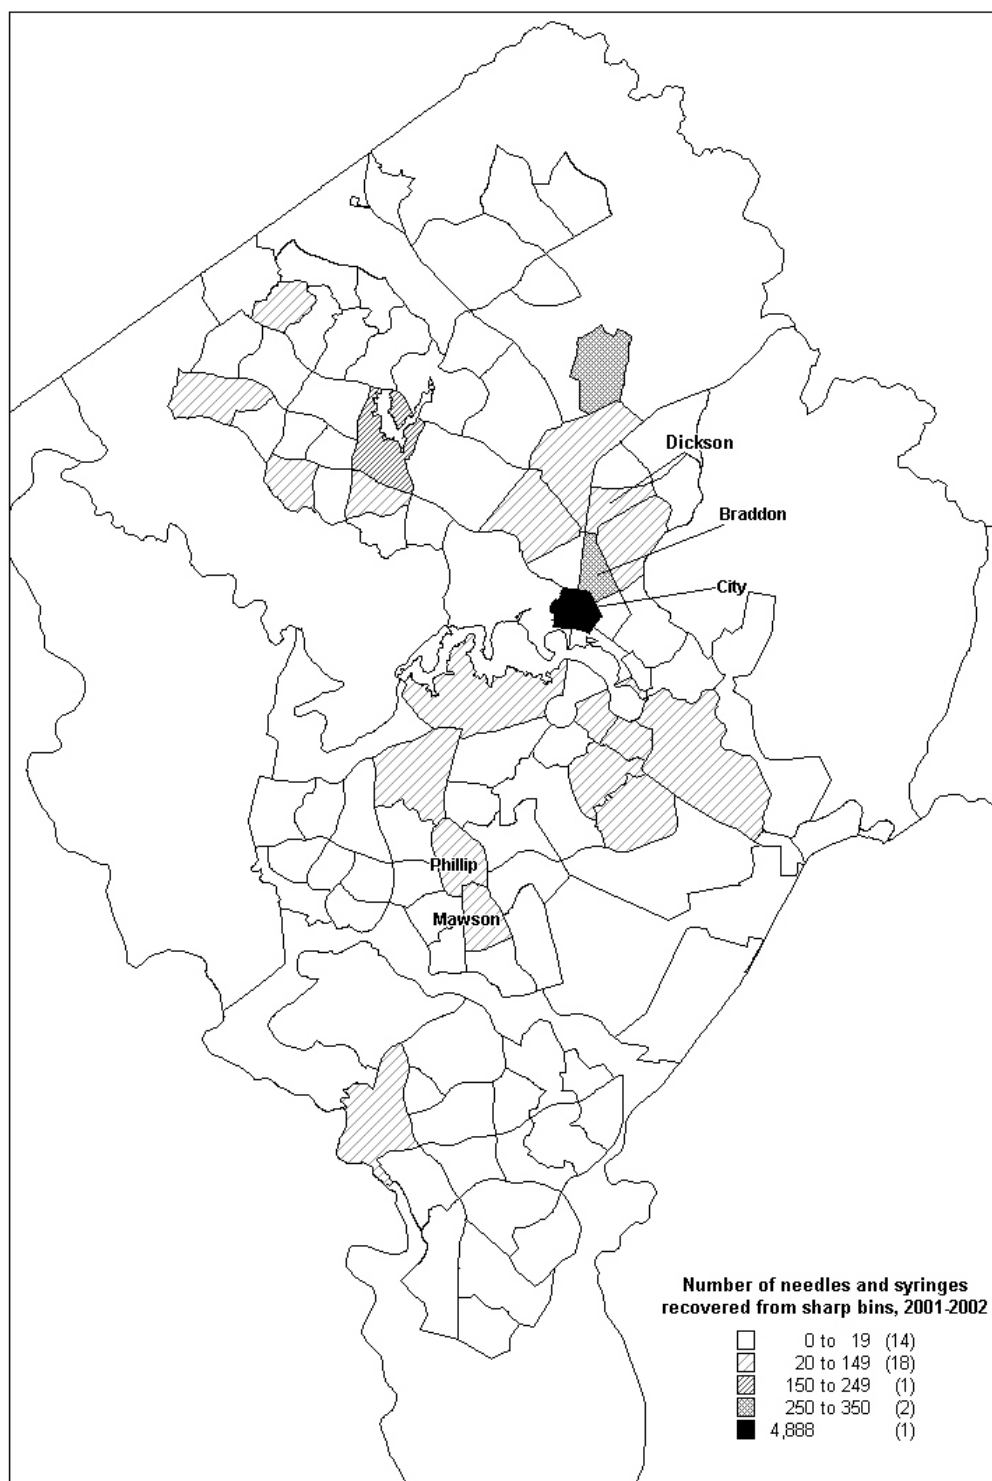 Dickson
Braddon
City
Phillip
Mawson
Number of needles and syringes
recovered from sharp bins, 2001-2002
0 to 19 (14)
20 to 149 (18)
150 to 249 (1)
250 to 350 (2)
4,888 (1)